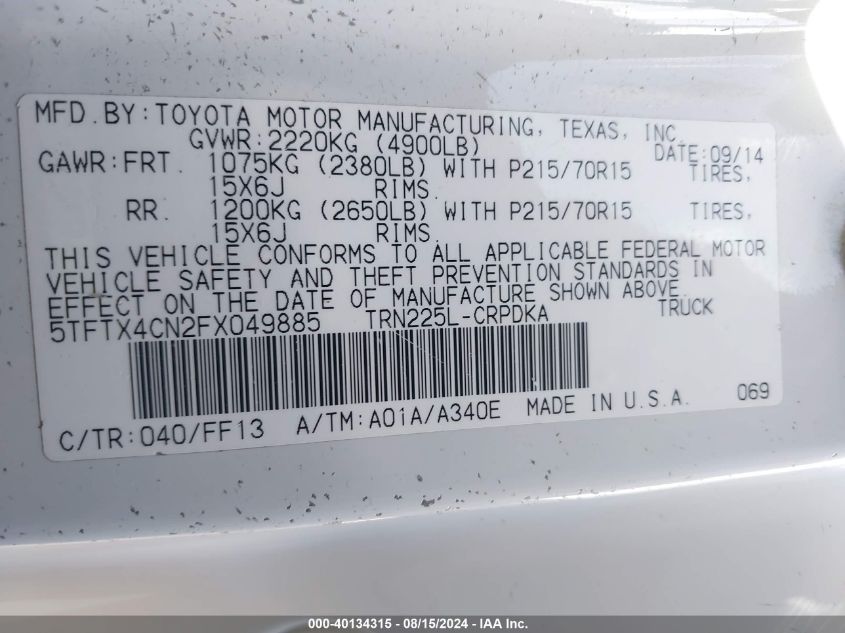 MFD.BY:TOYOTA MOTOR MANUFACTURING, TEXAS, INC.
GVWR:2220KG (4900LB) DATE:09/14
GAWR:FRT. 1075KG (2380LB) WITH P215/70R15 TIRES,
15X6J RIMS.
RR. 1200KG (2650LB) WITH P215/70R15 TIRES,
15X6J RIMS.
THIS VEHICLE CONFORMS TO ALL APPLICABLE FEDERAL MOTOR
VEHICLE SAFETY AND THEFT PREVENTION STANDARDS IN
EFFECT ON THE DATE OF MANUFACTURE SHOWN ABOVE.
5TFTX4CN2FX049885 TRN225L-CRPDKA TRUCK
C/TR:040/FF13 A/TM:A01A/A340E MADE IN U.S.A. 069
000-40134315 - 08/15/2024 - IAA Inc.